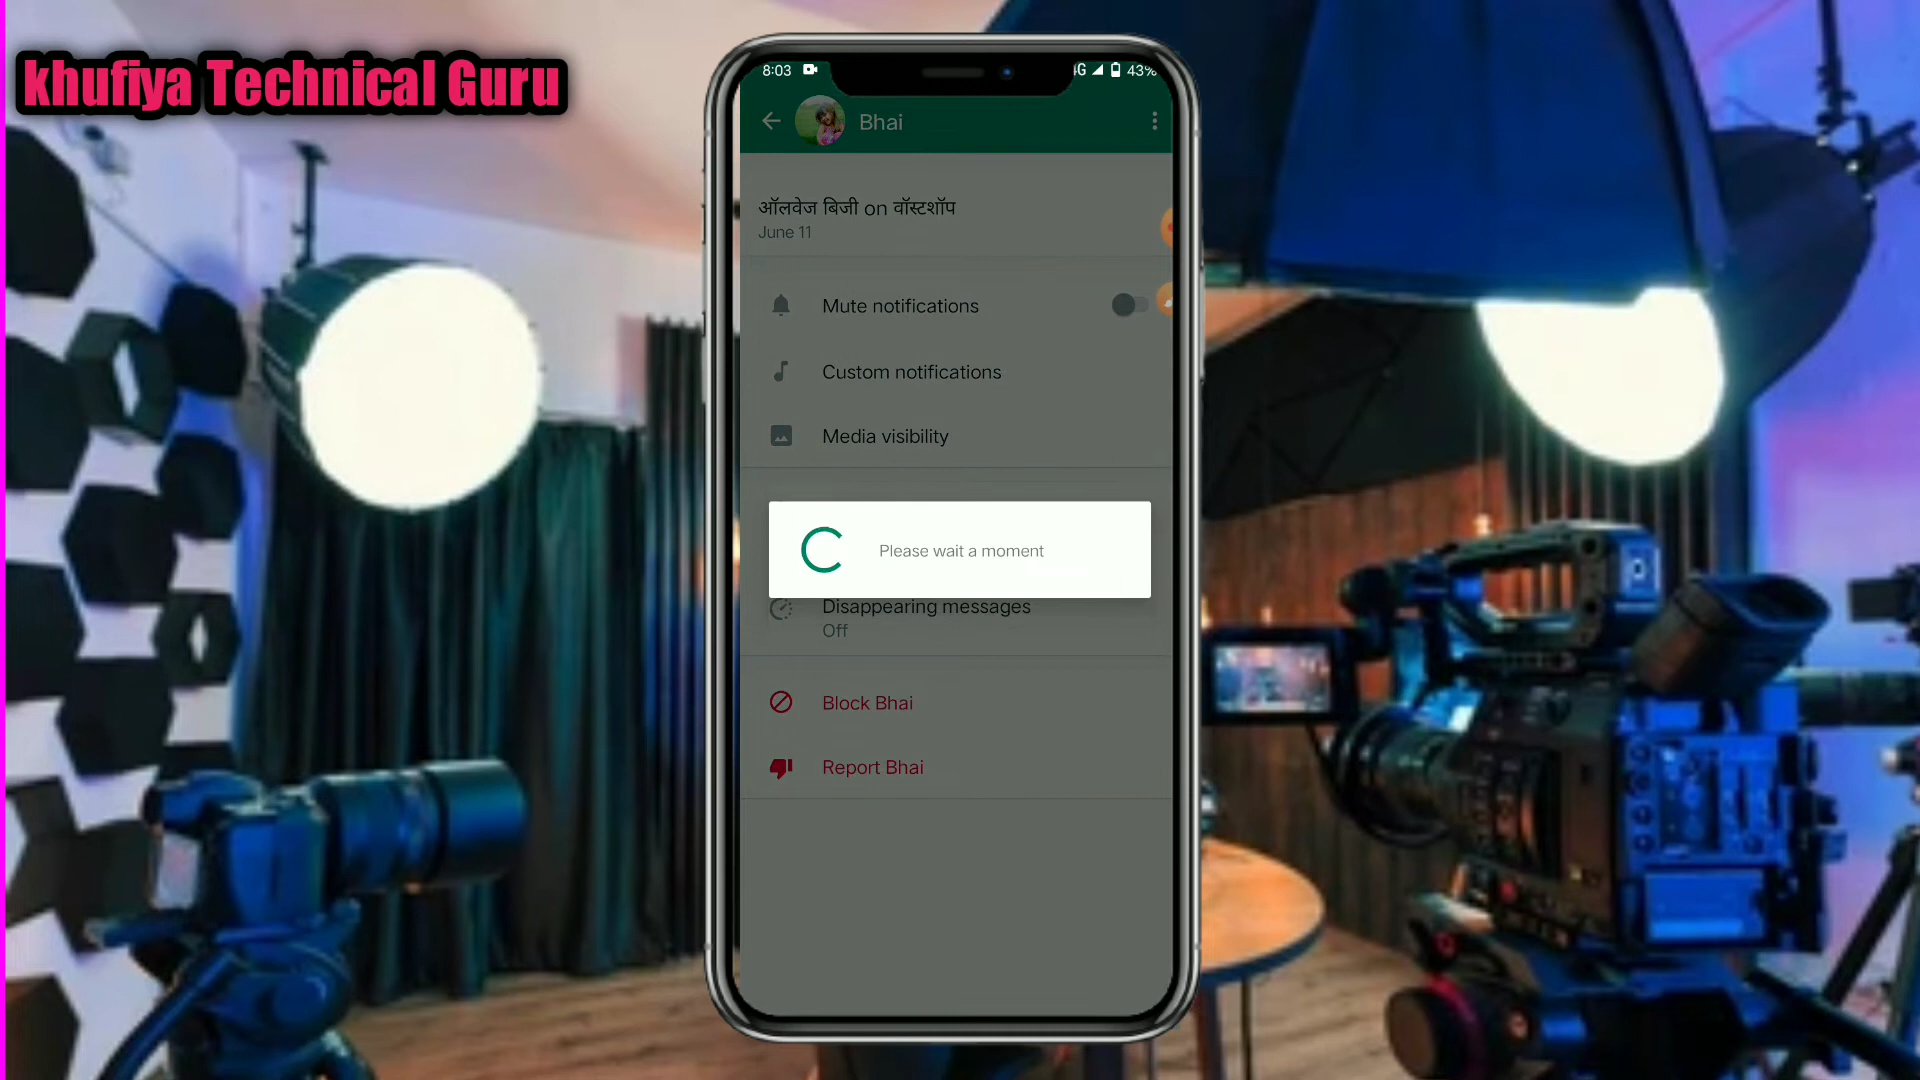 khufiya Technical Guru
8:03
4G
43%
Bhai
ऑलवेज बिजी on वॉस्टशॉप
June 11
Mute notifications
Custom notifications
Media visibility
Please wait a moment
Disappearing messages
Off
Block Bhai
Report Bhai